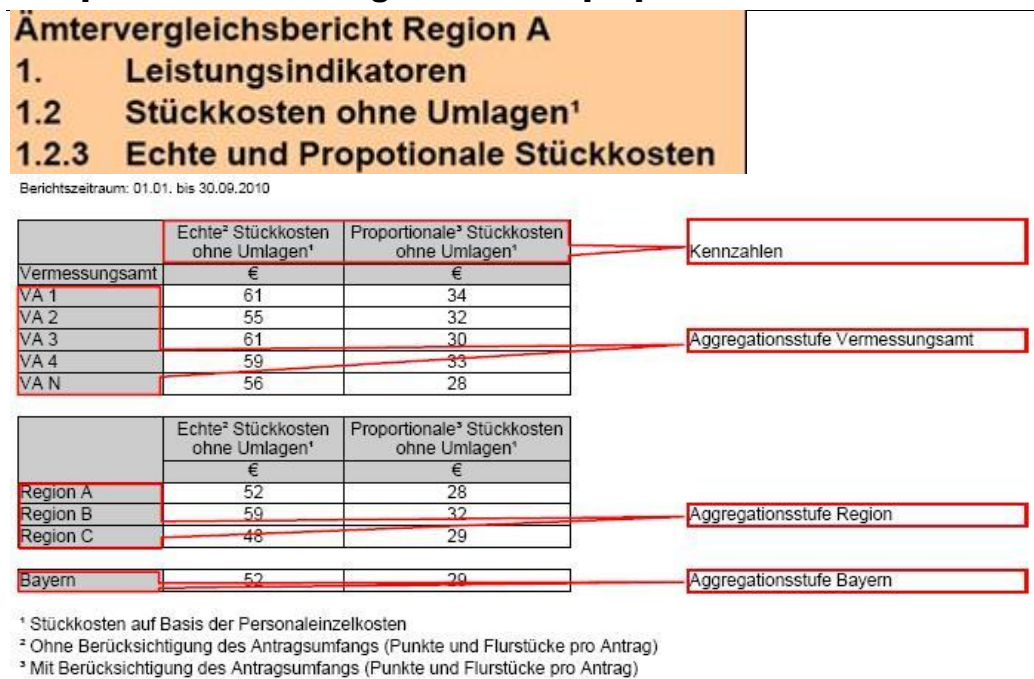 Ämtervergleichsbericht Region A
1. Leistungsindikatoren
1.2 Stückkosten ohne Umlagen¹
1.2.3 Echte und Propotionale Stückkosten
Berichtszeitraum: 01.01. bis 30.09.2010
Echte² Stückkosten ohne Umlagen¹ Proportionale³ Stückkosten ohne Umlagen¹ Kennzahlen
Vermessungsamt € €
VA 1 61 34
VA 2 55 32
VA 3 61 30 Aggregationsstufe Vermessungsamt
VA 4 59 33
VA N 56 28
Echte² Stückkosten ohne Umlagen¹ Proportionale³ Stückkosten ohne Umlagen¹
€ €
Region A 52 28
Region B 59 32 Aggregationsstufe Region
Region C 48 29
Bayern 52 29 Aggregationsstufe Bayern
¹ Stückkosten auf Basis der Personaleinzelkosten
² Ohne Berücksichtigung des Antragsumfangs (Punkte und Flurstücke pro Antrag)
³ Mit Berücksichtigung des Antragsumfangs (Punkte und Flurstücke pro Antrag)